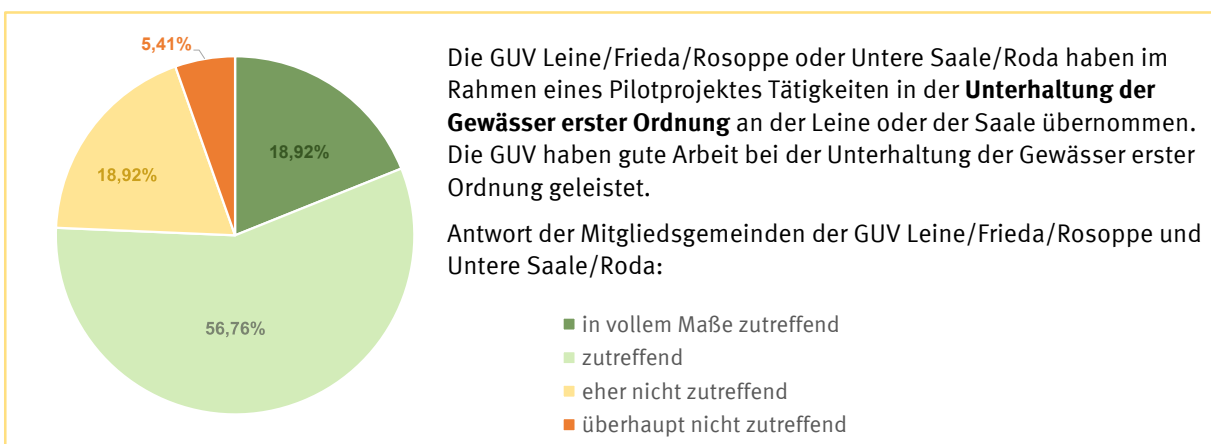 5,41%
18,92%
18,92%
56,76%
Die GUV Leine/Frieda/Rosoppe oder Untere Saale/Roda haben im
Rahmen eines Pilotprojektes Tätigkeiten in der Unterhaltung der
Gewässer erster Ordnung an der Leine oder der Saale übernommen.
Die GUV haben gute Arbeit bei der Unterhaltung der Gewässer erster
Ordnung geleistet.
Antwort der Mitgliedsgemeinden der GUV Leine/Frieda/Rosoppe und
Untere Saale/Roda:
in vollem Maße zutreffend
zutreffend
eher nicht zutreffend
überhaupt nicht zutreffend